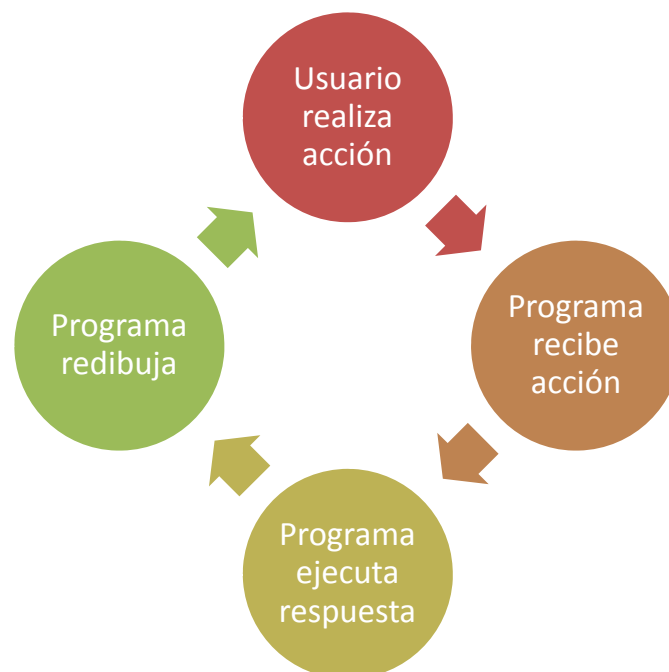 Usuario
realiza
acción
Programa
recibe
acción
Programa
ejecuta
respuesta
Programa
redibuja